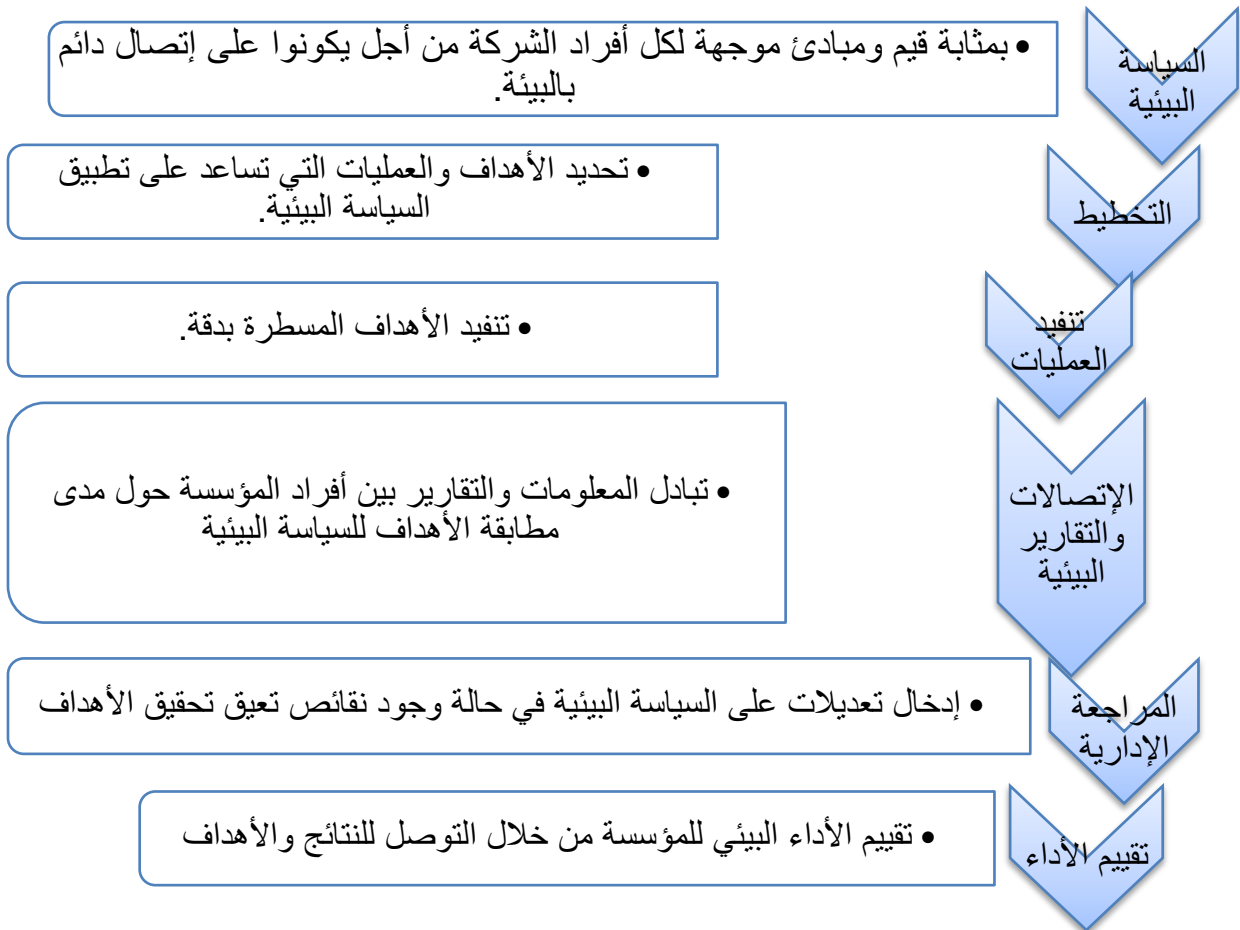 السياسة
البيئية
• بمثابة قيم ومبادئ موجهة لكل أفراد الشركة من أجل يكونوا على إتصال دائم
بالبيئة.
التخطيط
• تحديد الأهداف والعمليات التي تساعد على تطبيق
السياسة البيئية.
تنفيد
العمليات
• تنفيد الأهداف المسطرة بدقة.
الإتصالات
والتقارير
البيئية
• تبادل المعلومات والتقارير بين أفراد المؤسسة حول مدى
مطابقة الأهداف للسياسة البيئية
المراجعة
الإدارية
• إدخال تعديلات على السياسة البيئية في حالة وجود نقائص تعيق تحقيق الأهداف
تقييم الأداء
• تقييم الأداء البيئي للمؤسسة من خلال التوصل للنتائج والأهداف